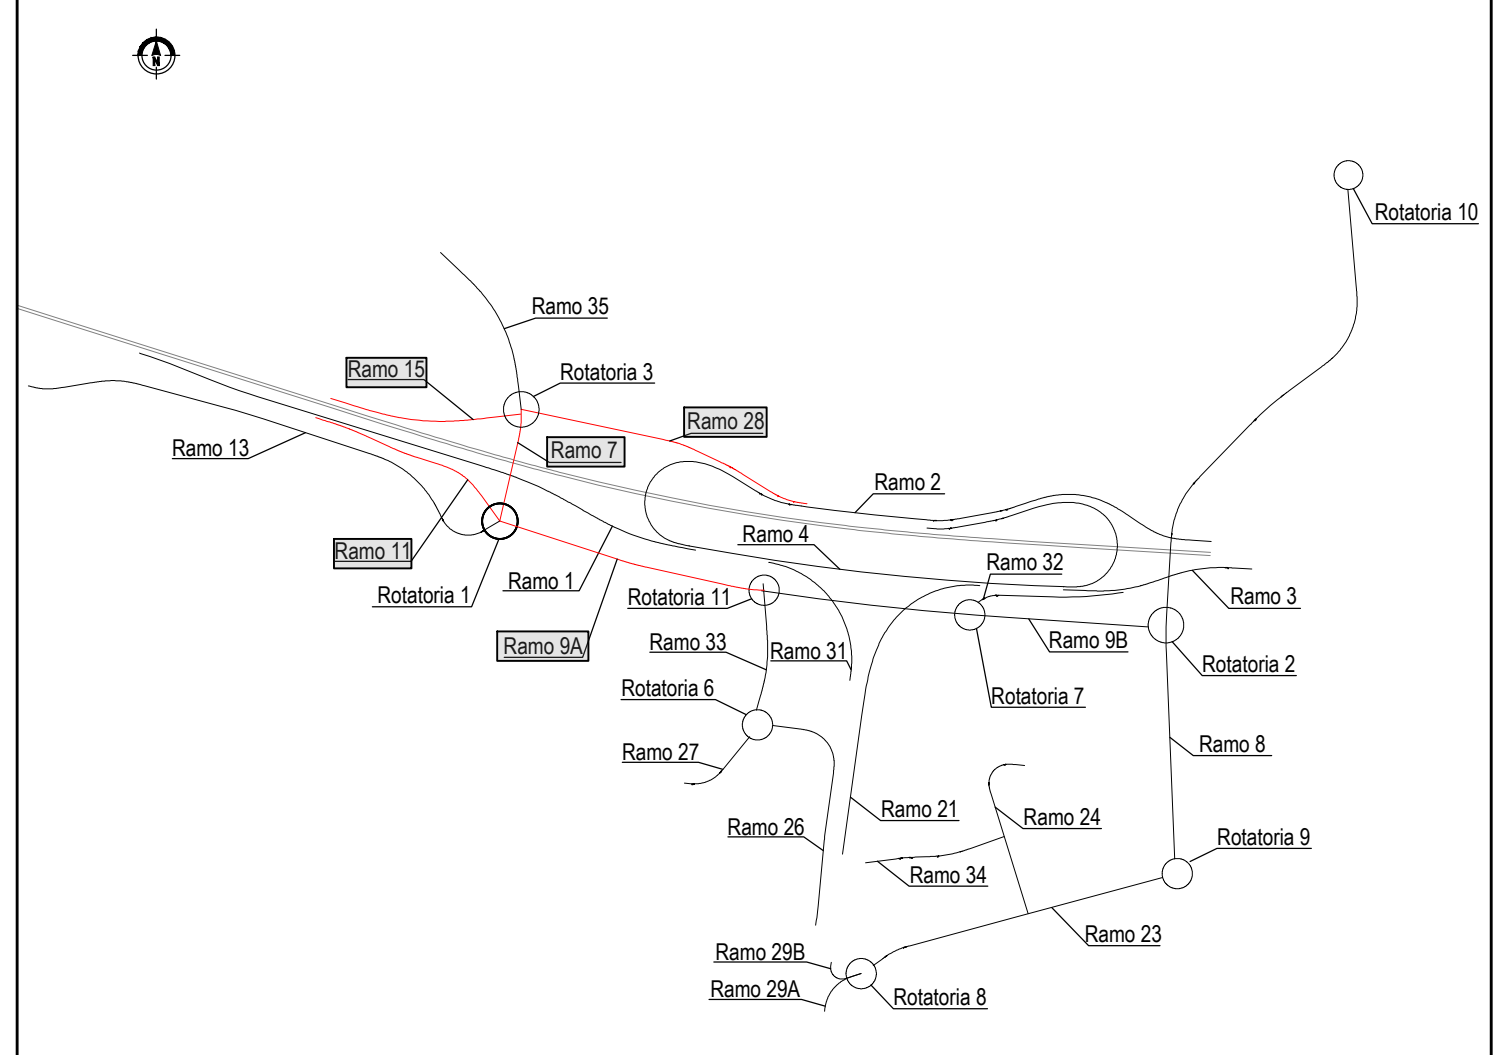 N
Rotatoria 10
Ramo 35
Ramo 15
Rotatoria 3
Ramo 28
Ramo 13
Ramo 7
Ramo 2
Ramo 4
Ramo 11
Ramo 32
Ramo 1
Rotatoria 1
Rotatoria 11
Ramo 3
Ramo 9A
Ramo 33
Ramo 31
Ramo 9B
Rotatoria 2
Rotatoria 6
Rotatoria 7
Ramo 27
Ramo 8
Ramo 21
Ramo 24
Ramo 26
Rotatoria 9
Ramo 34
Ramo 23
Ramo 29B
Ramo 29A
Rotatoria 8